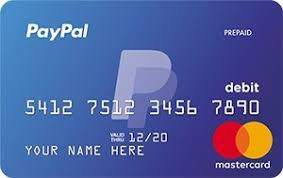 PayPal PREPAID
debit
5412 7512 3456 7890
VALID THRU 12/20
YOUR NAME HERE
mastercard